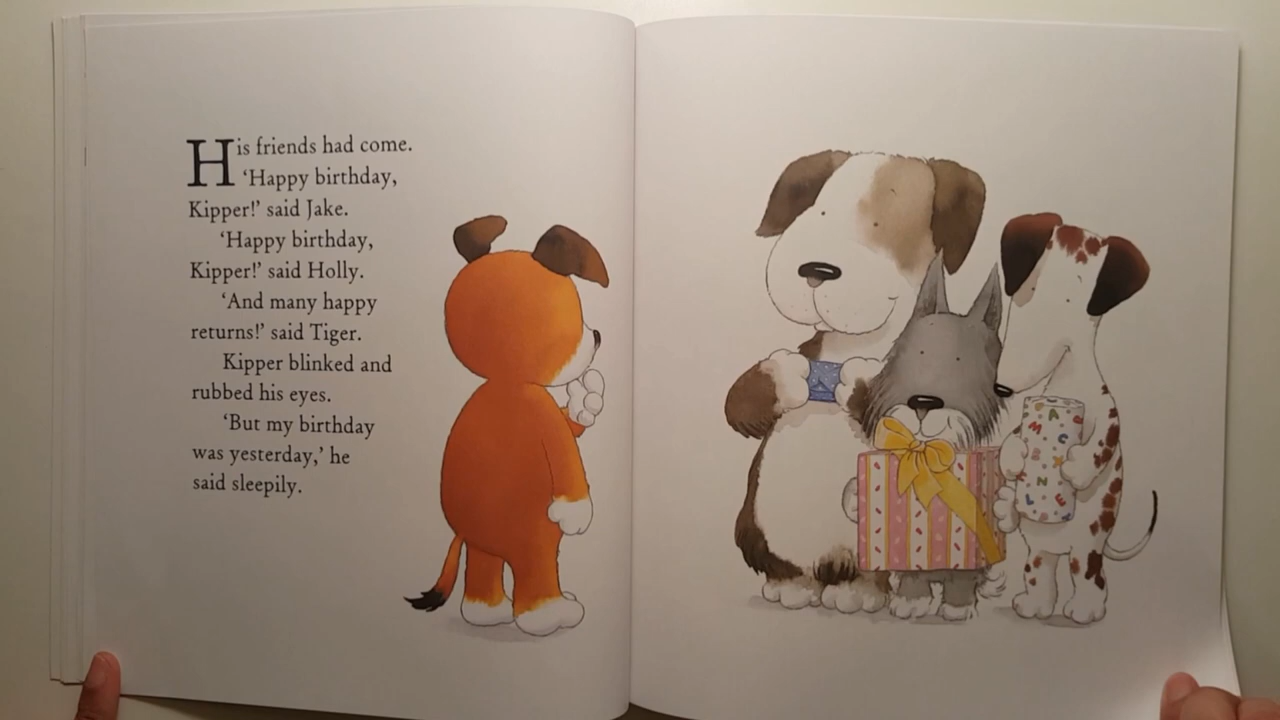 His friends had come.
‘Happy birthday,
Kipper!’ said Jake.
‘Happy birthday,
Kipper!’ said Holly.
‘And many happy
returns!’ said Tiger.
Kipper blinked and
rubbed his eyes.
‘But my birthday
was yesterday,’ he
said sleepily.